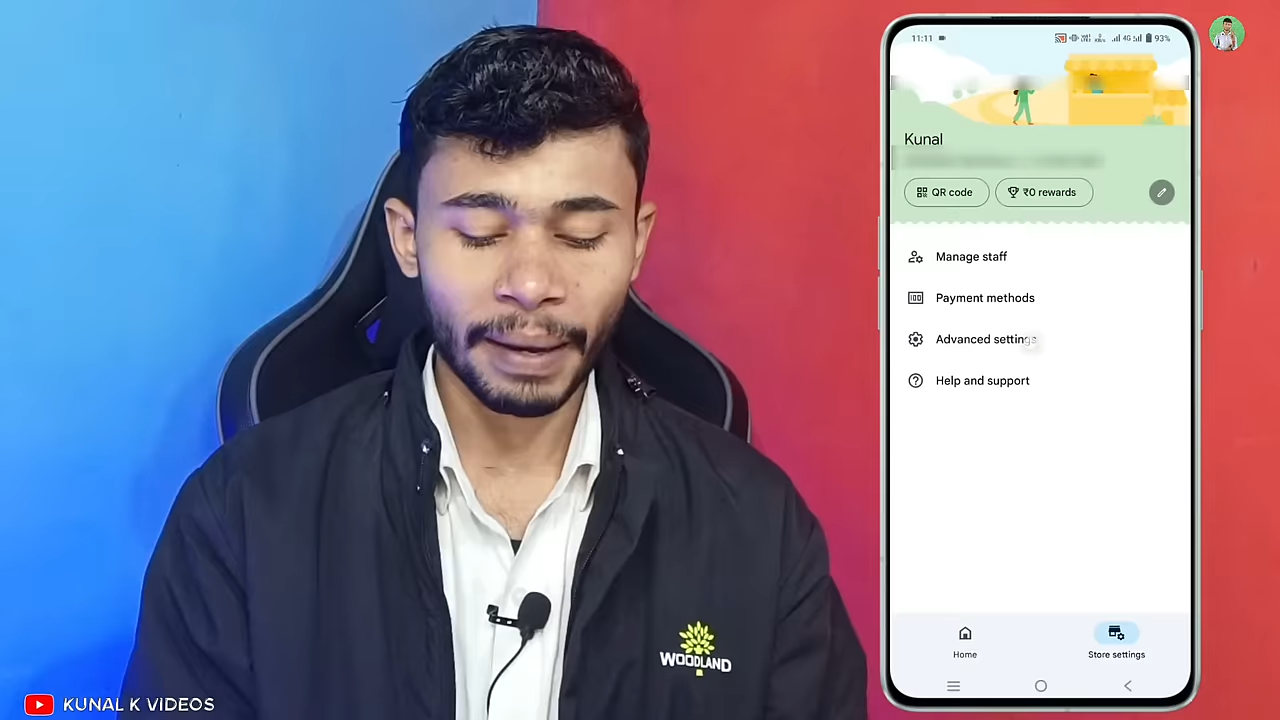 11:11
4G
93%
Kunal
QR code
₹0 rewards
Manage staff
Payment methods
Advanced settings
Help and support
Home
Store settings
WOODLAND
KUNAL K VIDEOS